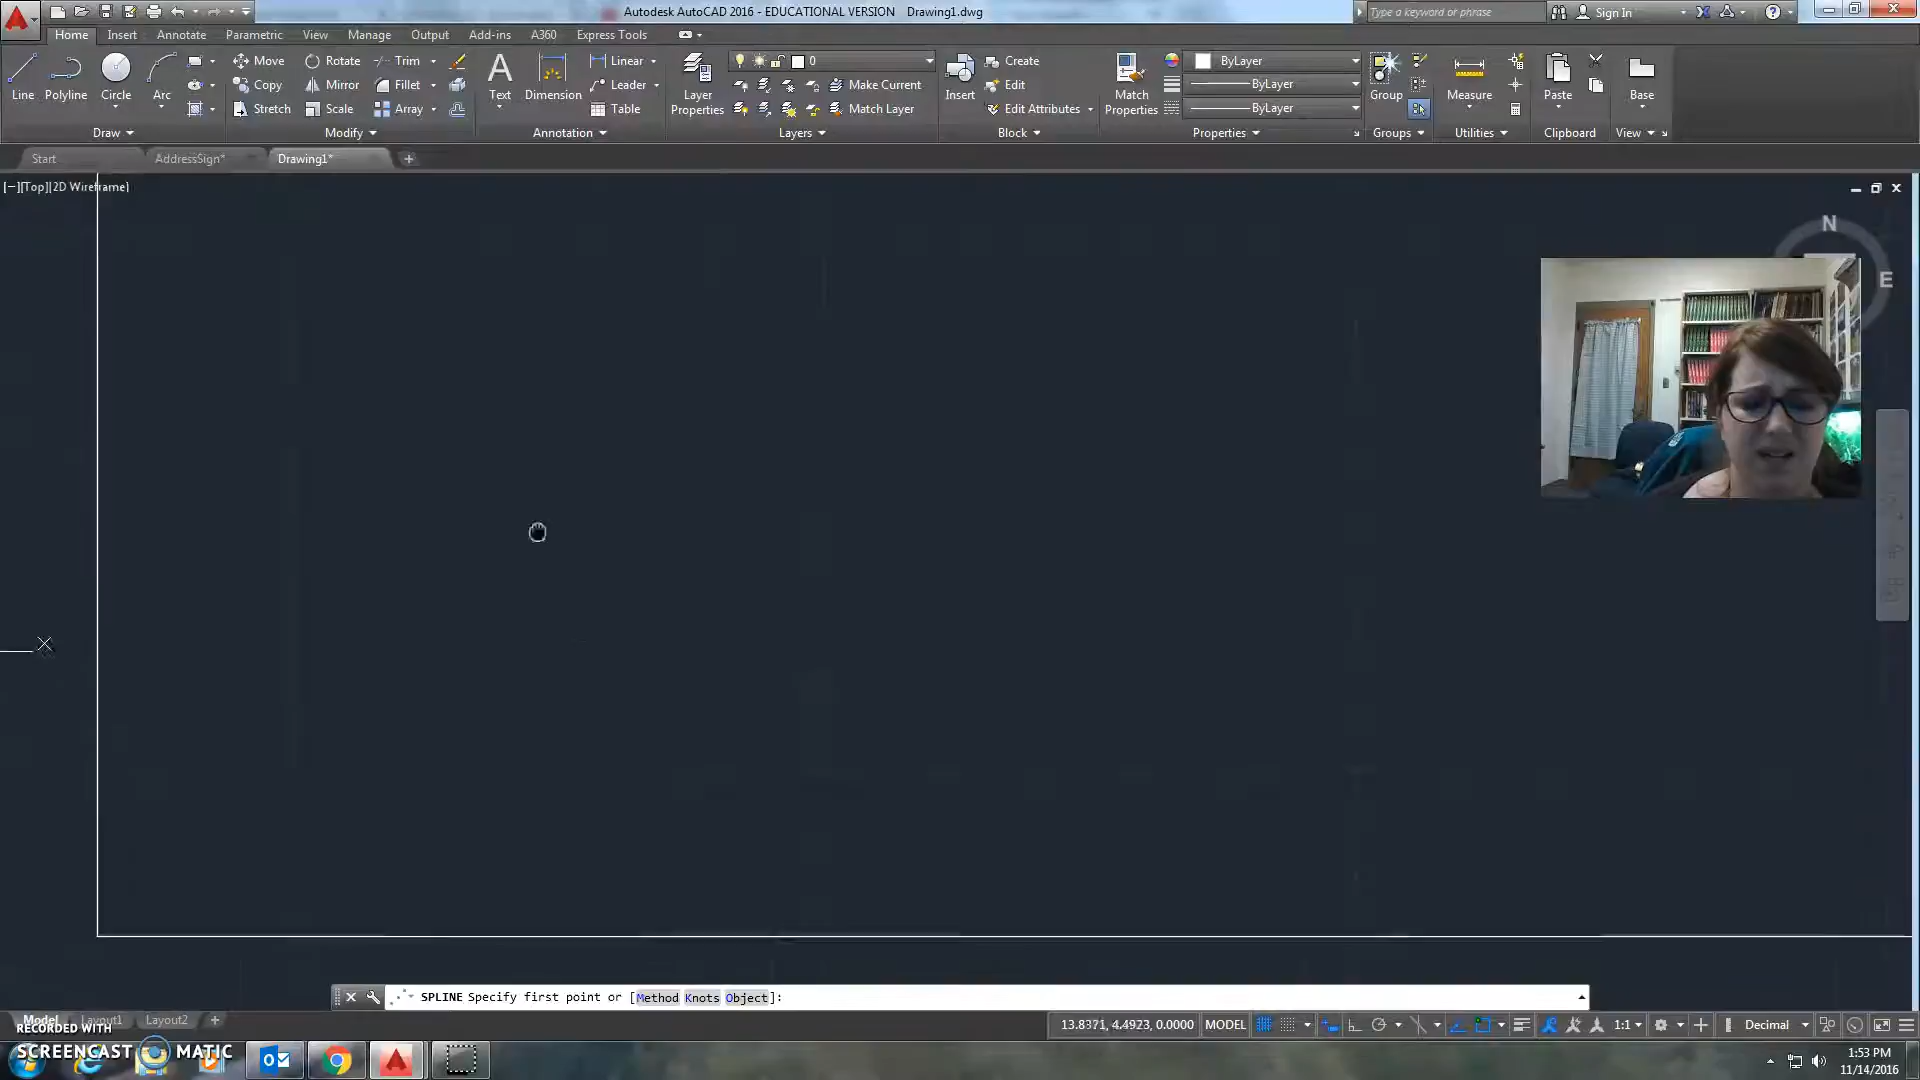 Autodesk AutoCAD 2016 - EDUCATIONAL VERSION Drawing1.dwg
Type a keyword or phrase
Sign In
Home Insert Annotate Parametric View Manage Output Add-ins A360 Express Tools
Line Polyline Circle Arc
Move Rotate Trim
Copy Mirror Fillet
Stretch Scale Array
Text Dimension
Linear
Leader
Table
Layer Properties
0
Make Current
Match Layer
Insert
Create
Edit
Edit Attributes
Match Properties
ByLayer
ByLayer
ByLayer
Group
Measure
Paste
Base
Draw Modify Annotation Layers Block Properties Groups Utilities Clipboard View
Start AddressSign* Drawing1*
[−][Top][2D Wireframe]
N
E
SPLINE Specify first point or [Method Knots Object]:
Model Layout1 Layout2
13.8371, 4.4923, 0.0000 MODEL 1:1 Decimal
RECORDED WITH
SCREENCAST MATIC
1:53 PM
11/14/2016